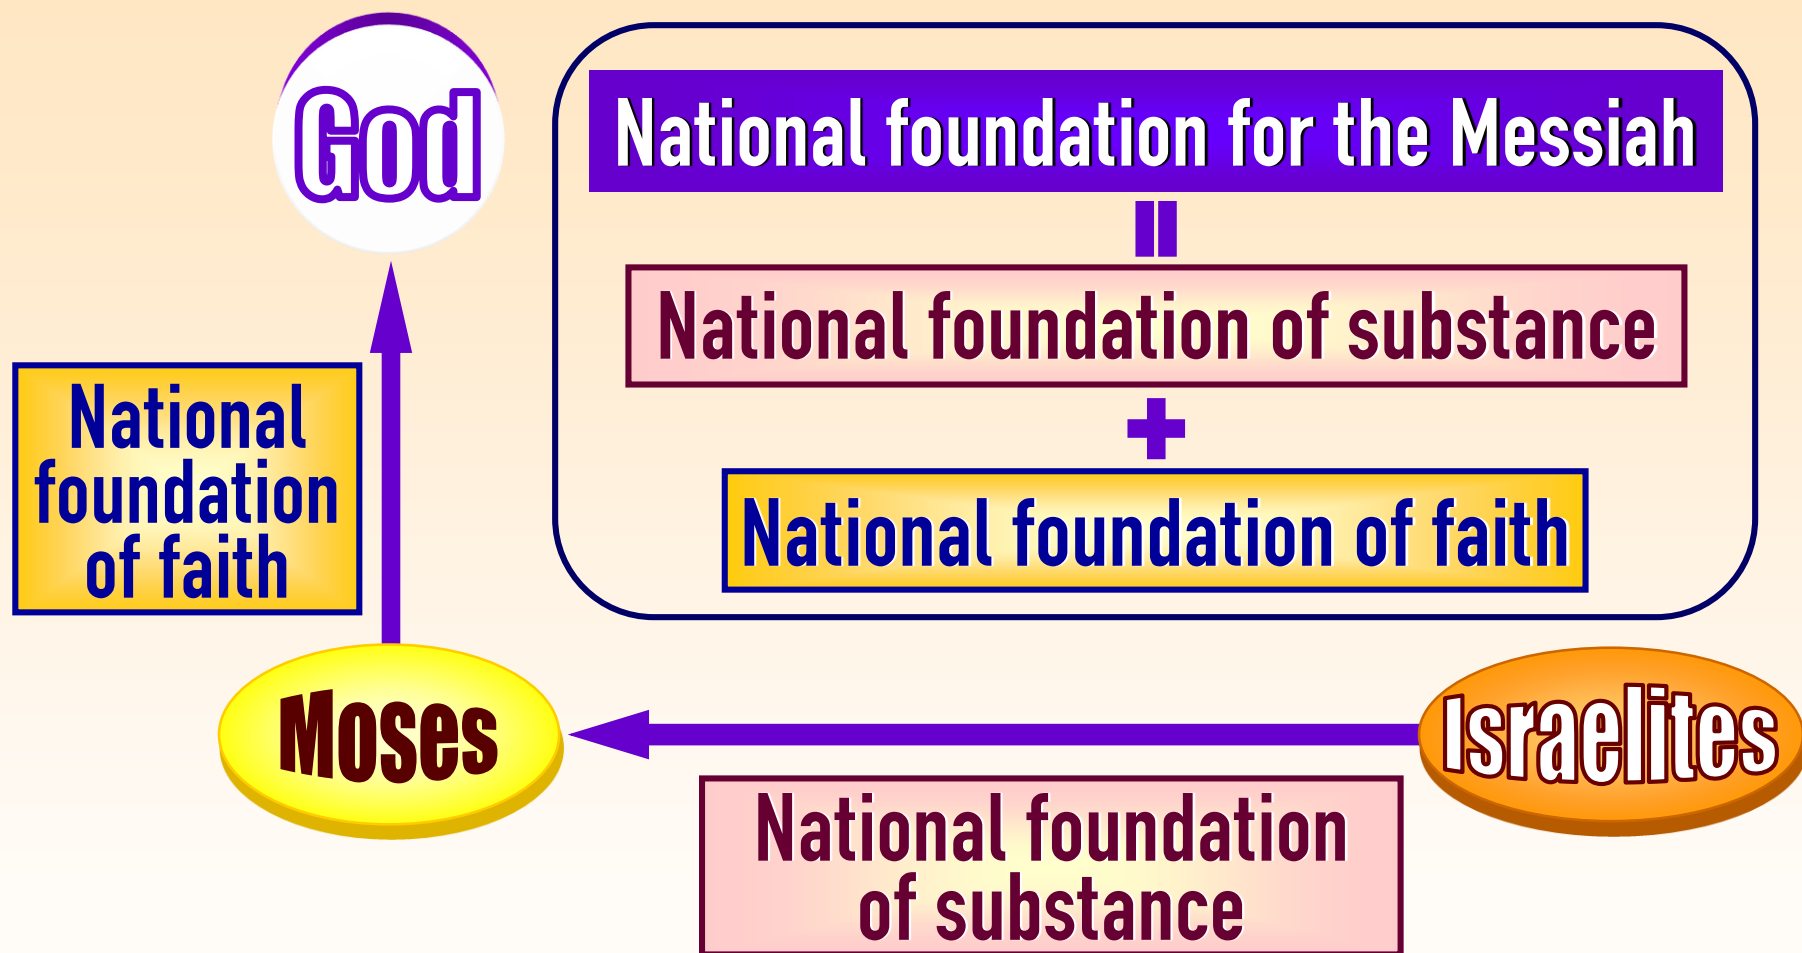 God
National foundation for the Messiah
=
National foundation of substance
+
National foundation of faith
National
foundation
of faith
Moses
Israelites
National foundation
of substance